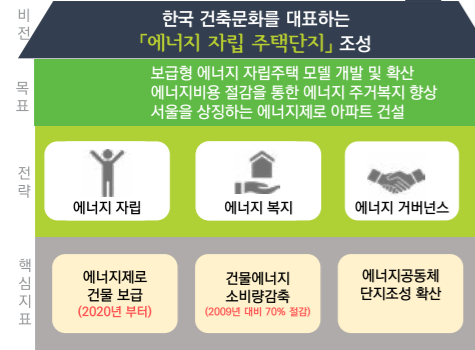 비전
한국 건축문화를 대표하는
「에너지 자립 주택단지」 조성
목표
보급형 에너지 자립주택 모델 개발 및 확산
에너지비용 절감을 통한 에너지 주거복지 향상
서울을 상징하는 에너지제로 아파트 건설
전략
에너지 자립
에너지 복지
에너지 거버넌스
핵심지표
에너지제로
건물 보급
(2020년 부터)
건물에너지
소비량감축
(2009년 대비 70% 절감)
에너지공동체
단지조성 확산